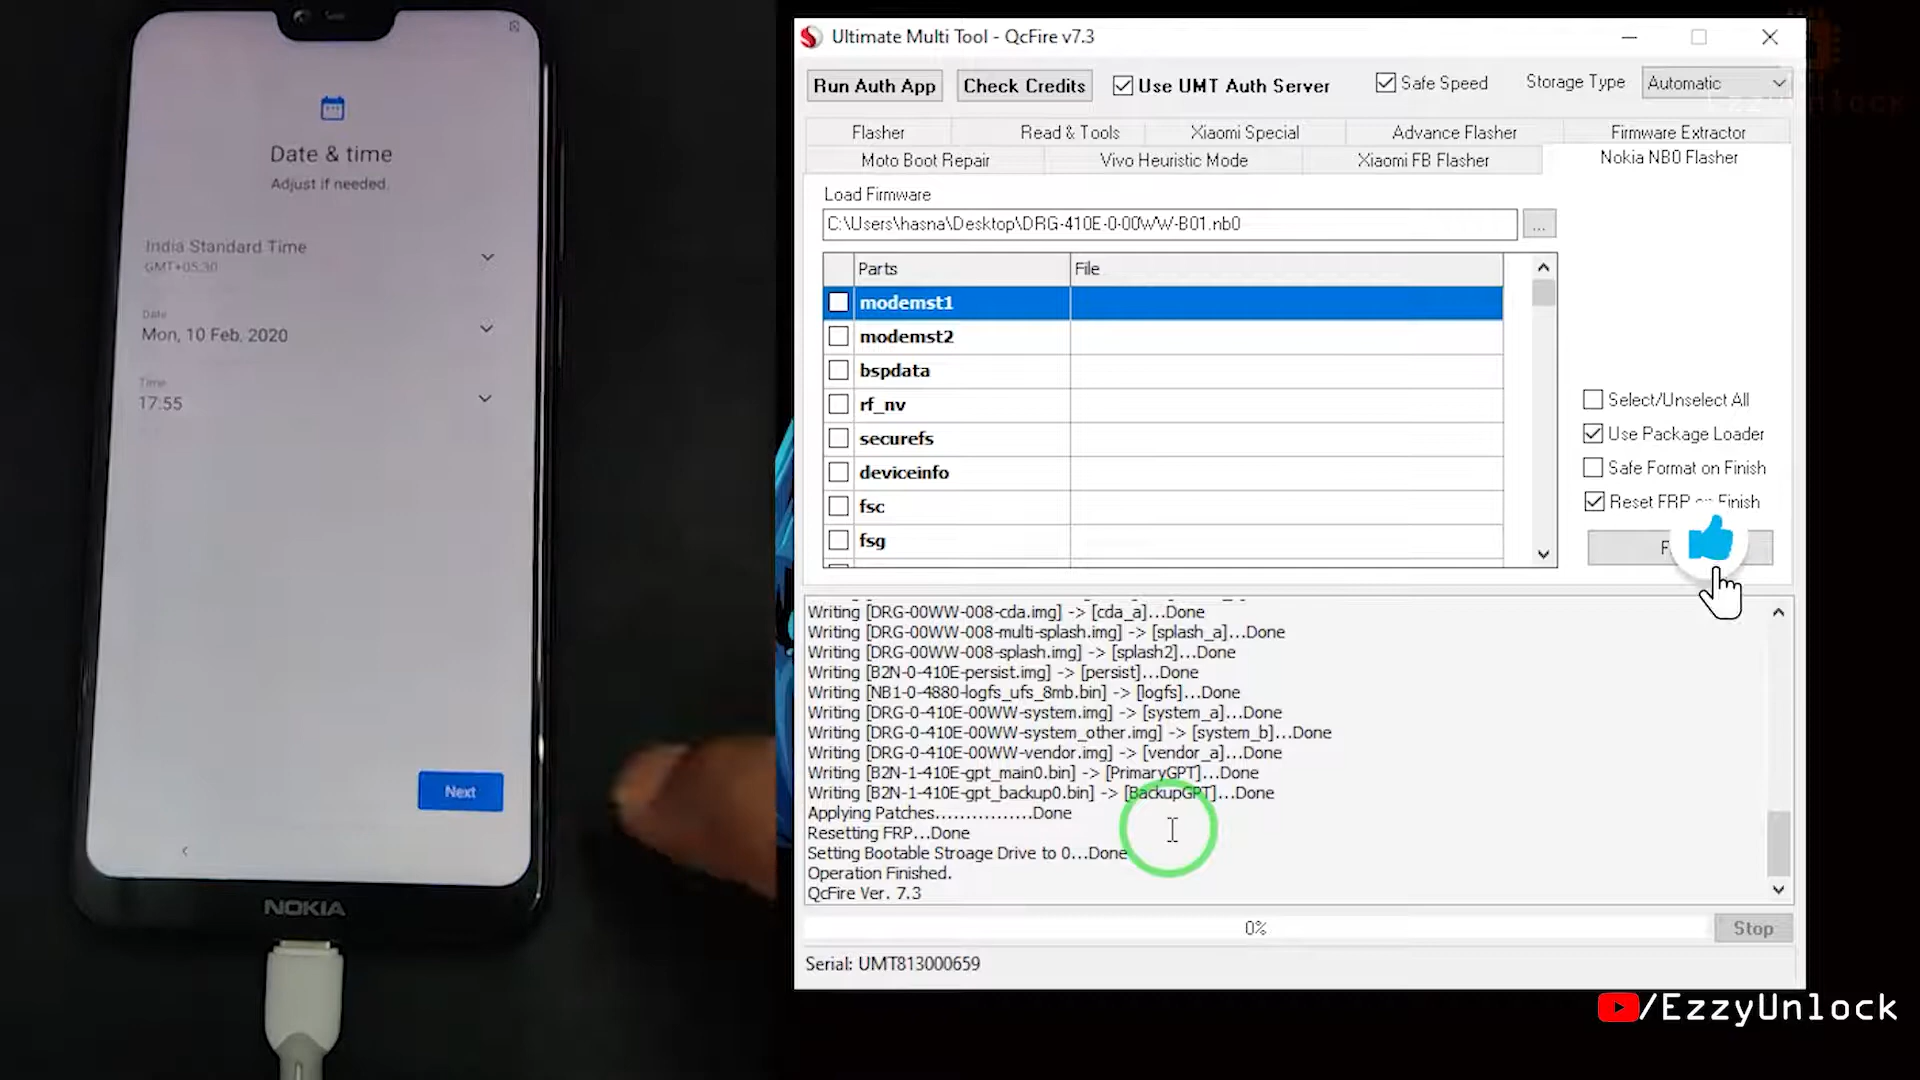 Date & time
Adjust if needed.
India Standard Time
GMT+05:30
Date
Mon, 10 Feb, 2020
Time
17:55
Next
NOKIA
Ultimate Multi Tool - QcFire v7.3
Run Auth App
Check Credits
Use UMT Auth Server
Safe Speed
Storage Type
Automatic
Flasher
Read & Tools
Xiaomi Special
Advance Flasher
Firmware Extractor
Moto Boot Repair
Vivo Heuristic Mode
Xiaomi FB Flasher
Nokia NB0 Flasher
Load Firmware
C:\Users\hasna\Desktop\DRG-410E-0-00WW-B01.nb0
...
Parts
File
modemst1
modemst2
bspdata
rf_nv
securefs
deviceinfo
fsc
fsg
Select/Unselect All
Use Package Loader
Safe Format on Finish
Reset FRP on Finish
Writing [DRG-00WW-008-cda.img] -> [cda_a]...Done
Writing [DRG-00WW-008-multi-splash.img] -> [splash_a]...Done
Writing [DRG-00WW-008-splash.img] -> [splash2]...Done
Writing [B2N-0-410E-persist.img] -> [persist]...Done
Writing [NB1-0-4880-logfs_ufs_8mb.bin] -> [logfs]...Done
Writing [DRG-0-410E-00WW-system.img] -> [system_a]...Done
Writing [DRG-0-410E-00WW-system_other.img] -> [system_b]...Done
Writing [DRG-0-410E-00WW-vendor.img] -> [vendor_a]...Done
Writing [B2N-1-410E-gpt_main0.bin] -> [PrimaryGPT]...Done
Writing [B2N-1-410E-gpt_backup0.bin] -> [BackupGPT]...Done
Applying Patches................Done
Resetting FRP...Done
Setting Bootable Stroage Drive to 0...Done
Operation Finished.
QcFire Ver. 7.3
0%
Stop
Serial: UMT813000659
/EzzyUnlock